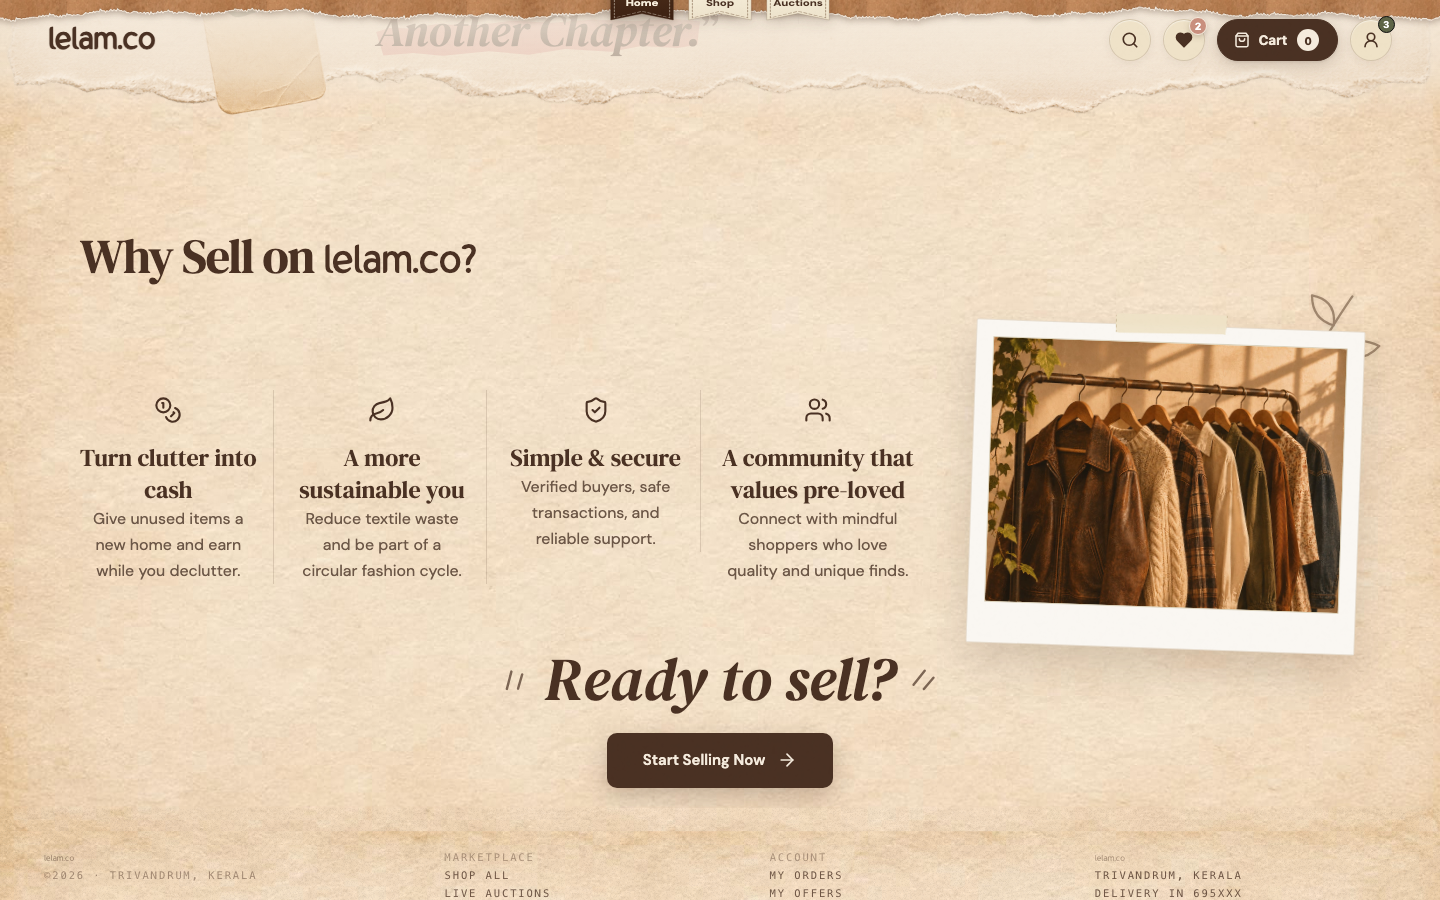 Home
Shop
Auctions
lelam.co
Another Chapter.”
2
Cart 0
3
Why Sell on lelam.co?
Turn clutter into
cash
Give unused items a
new home and earn
while you declutter.
A more
sustainable you
Reduce textile waste
and be part of a
circular fashion cycle.
Simple & secure
Verified buyers, safe
transactions, and
reliable support.
A community that
values pre-loved
Connect with mindful
shoppers who love
quality and unique finds.
Ready to sell?
Start Selling Now
lelam.co
©2026 · TRIVANDRUM, KERALA
MARKETPLACE
SHOP ALL
LIVE AUCTIONS
ACCOUNT
MY ORDERS
MY OFFERS
lelam.co
TRIVANDRUM, KERALA
DELIVERY IN 695XXX